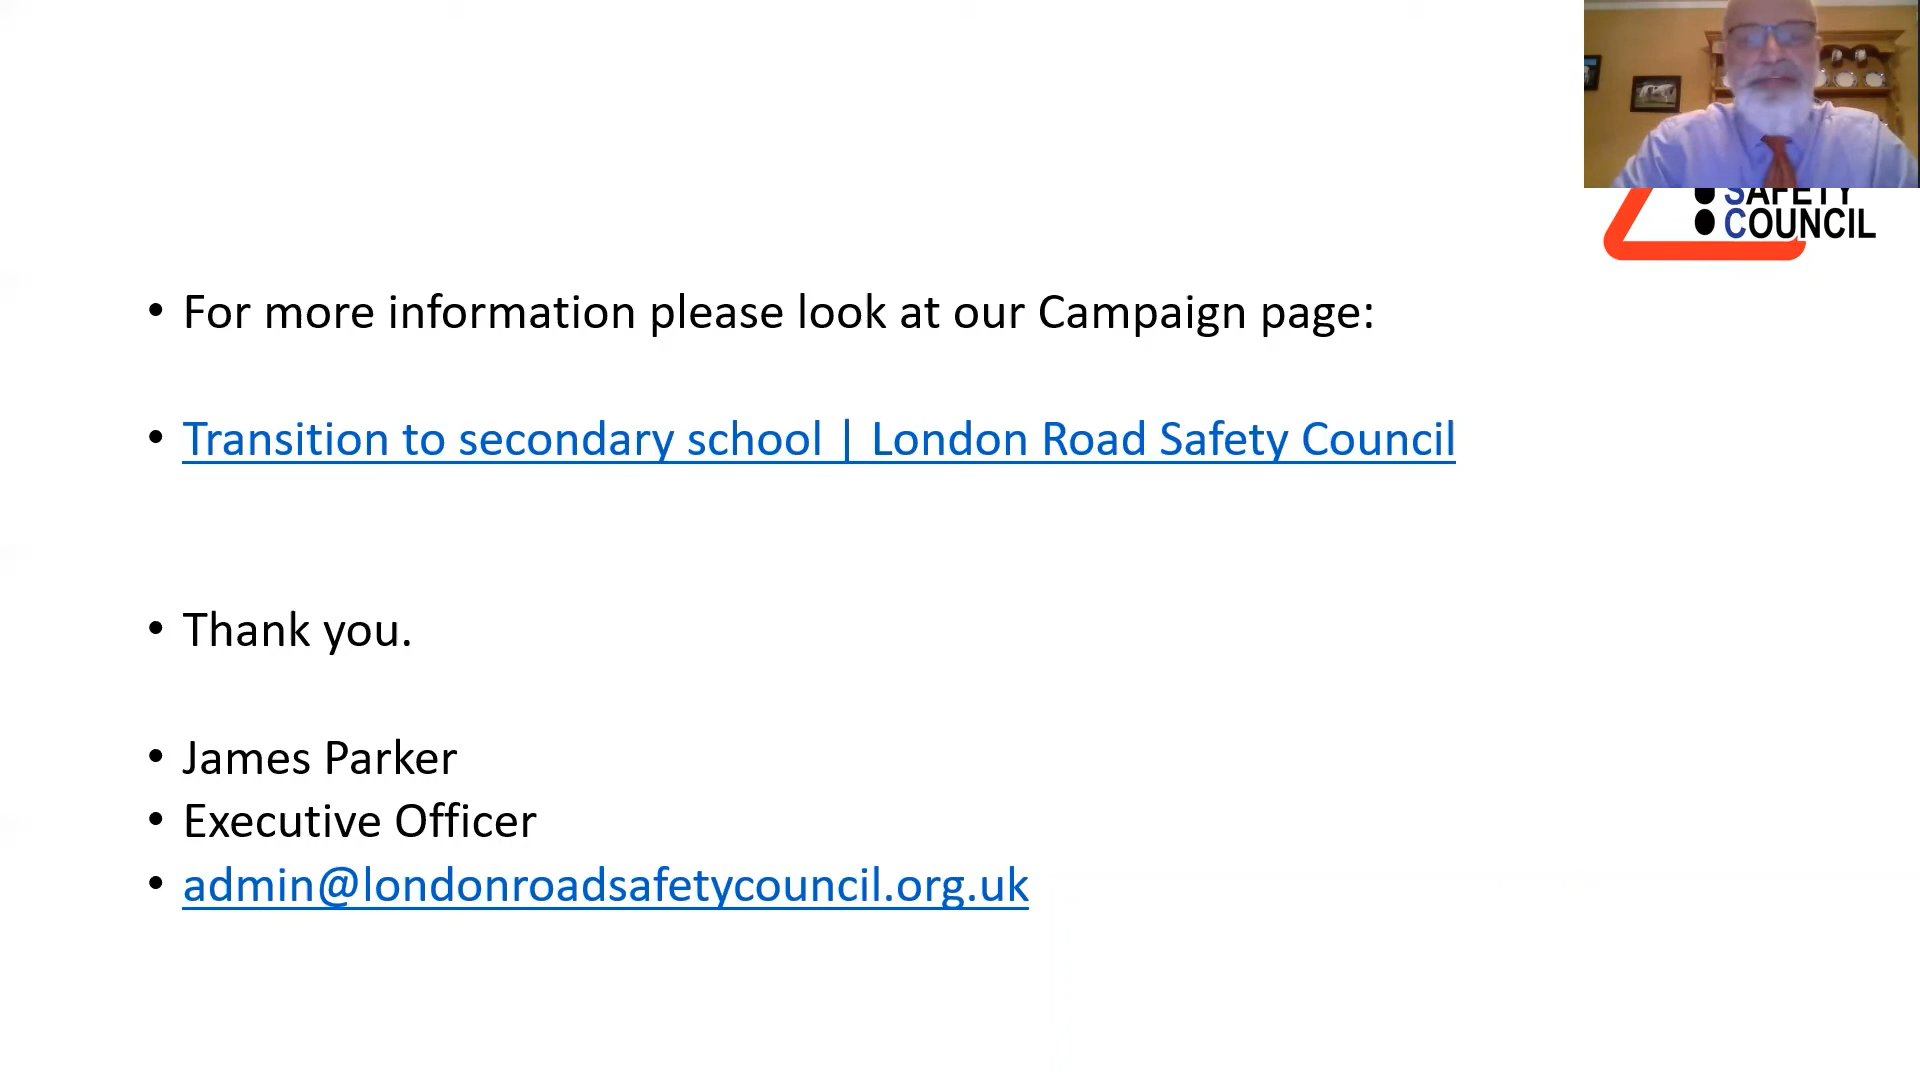 SAFETY
COUNCIL
• For more information please look at our Campaign page:
• Transition to secondary school | London Road Safety Council
• Thank you.
• James Parker
• Executive Officer
• admin@londonroadsafetycouncil.org.uk